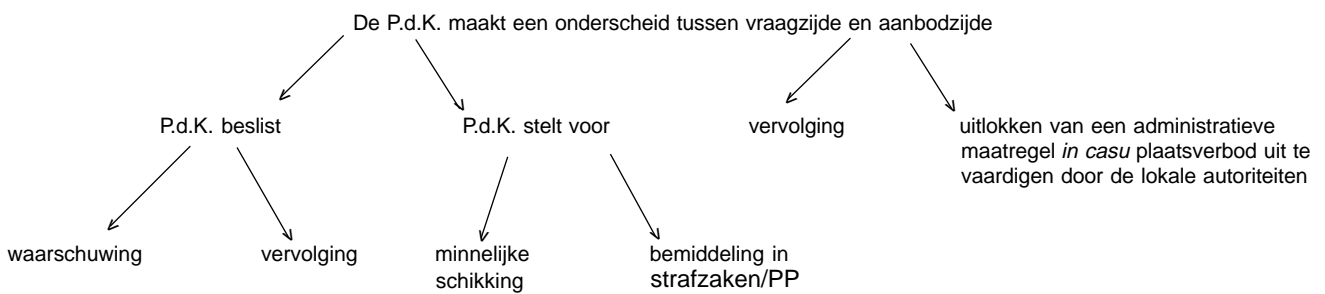 De P.d.K. maakt een onderscheid tussen vraagzijde en aanbodzijde
P.d.K. beslist
P.d.K. stelt voor
vervolging
uitlokken van een administratieve
maatregel in casu plaatsverbod uit te
vaardigen door de lokale autoriteiten
waarschuwing
vervolging
minnelijke
schikking
bemiddeling in
strafzaken/PP